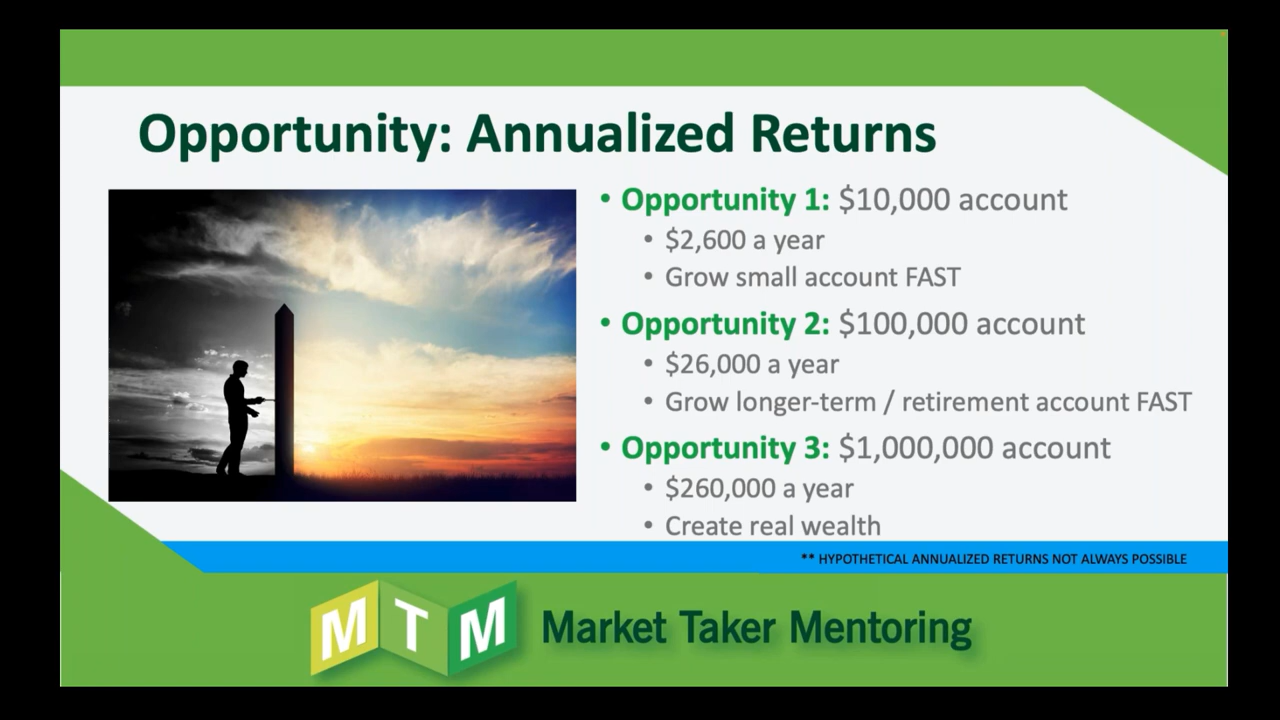 Opportunity: Annualized Returns
• Opportunity 1: $10,000 account
• $2,600 a year
• Grow small account FAST
• Opportunity 2: $100,000 account
• $26,000 a year
• Grow longer-term / retirement account FAST
• Opportunity 3: $1,000,000 account
• $260,000 a year
• Create real wealth
** HYPOTHETICAL ANNUALIZED RETURNS NOT ALWAYS POSSIBLE
MTM Market Taker Mentoring